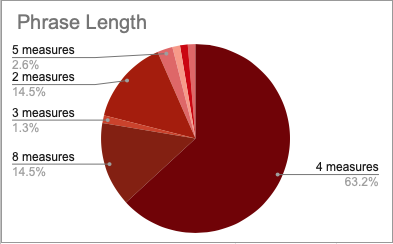 Phrase Length
5 measures
2.6%
2 measures
14.5%
3 measures
1.3%
8 measures
14.5%
4 measures
63.2%